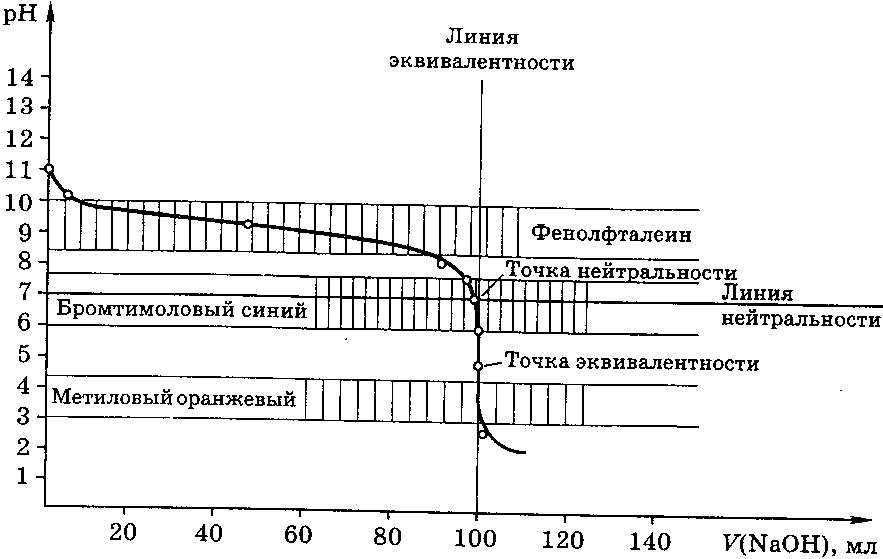 pH
Линия
эквивалентности
14
13
12
11
10
9
8
7
6
5
4
3
2
1
Фенолфталеин
Точка нейтральности
Линия
нейтральности
Бромтимоловый синий
Точка эквивалентности
Метиловый оранжевый
20 40 60 80 100 120 140 V(NaOH), мл